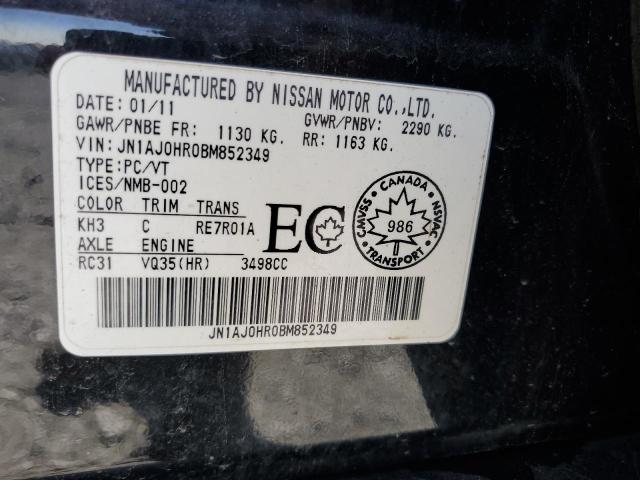 MANUFACTURED BY NISSAN MOTOR CO.,LTD.
DATE: 01/11
GVWR/PNBV: 2290 KG.
GAWR/PNBE FR: 1130 KG. RR: 1163 KG.
VIN: JN1AJ0HR0BM852349
TYPE: PC/VT
ICES/NMB-002
COLOR TRIM TRANS
KH3 C RE7R01A
AXLE ENGINE
RC31 VQ35(HR) 3498CC
EC
CANADA
CMVSS
986
NSVAC
TRANSPORT
JN1AJ0HR0BM852349